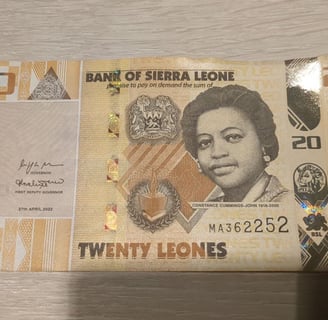 BANK OF SIERRA LEONE
promise to pay on demand the sum of
20
GOVERNOR
FIRST DEPUTY GOVERNOR
27TH APRIL 2022
CONSTANCE CUMMINGS-JOHN 1918-2000
MA362252
BSL
TWENTY LEONES